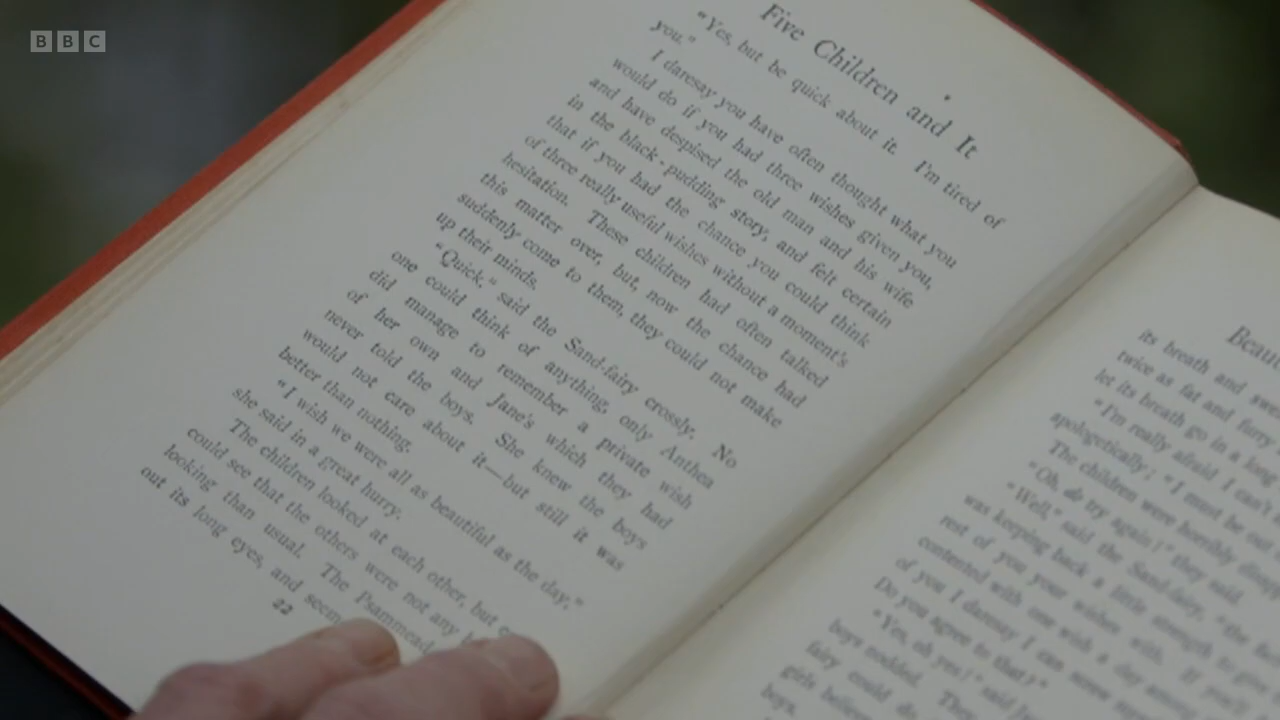 BBC
Five Children and It
"Yes, but be quick about it. I'm tired of
you."
I daresay you have often thought what you
would do if you had three wishes given you,
and have despised the old man and his wife
in the black-pudding story, and felt certain
that if you had the chance you could think
of three really useful wishes without a moment's
hesitation. These children had often talked
this matter over, but, now the chance had
suddenly come to them, they could not make
up their minds.
"Quick," said the Sand-fairy crossly. No
one could think of anything, only Anthea
did manage to remember a private wish
of her own and Jane's which they had
never told the boys. She knew the boys
would not care about it—but still it was
better than nothing.
"I wish we were all as beautiful as the day,"
she said in a great hurry.
The children looked at each other, but
could see that the others were not any
looking than usual. The Psammead
out its long eyes, and
22
its breath and
twice as fat and furry
let its breath go in a long
"I'm really afraid I can't
apologetically; "I must be out
The children were horribly
"Oh, do try again!" they said.
"Well," said the Sand-fairy, "the
was keeping back a little strength to give
rest of you your wishes with. If you'll
contented with one wish a day
of you I daresay I can screw
Do you agree to that?"
"Yes, oh yes!" said
boys nodded. They
fairy could do
girls believe
boys.